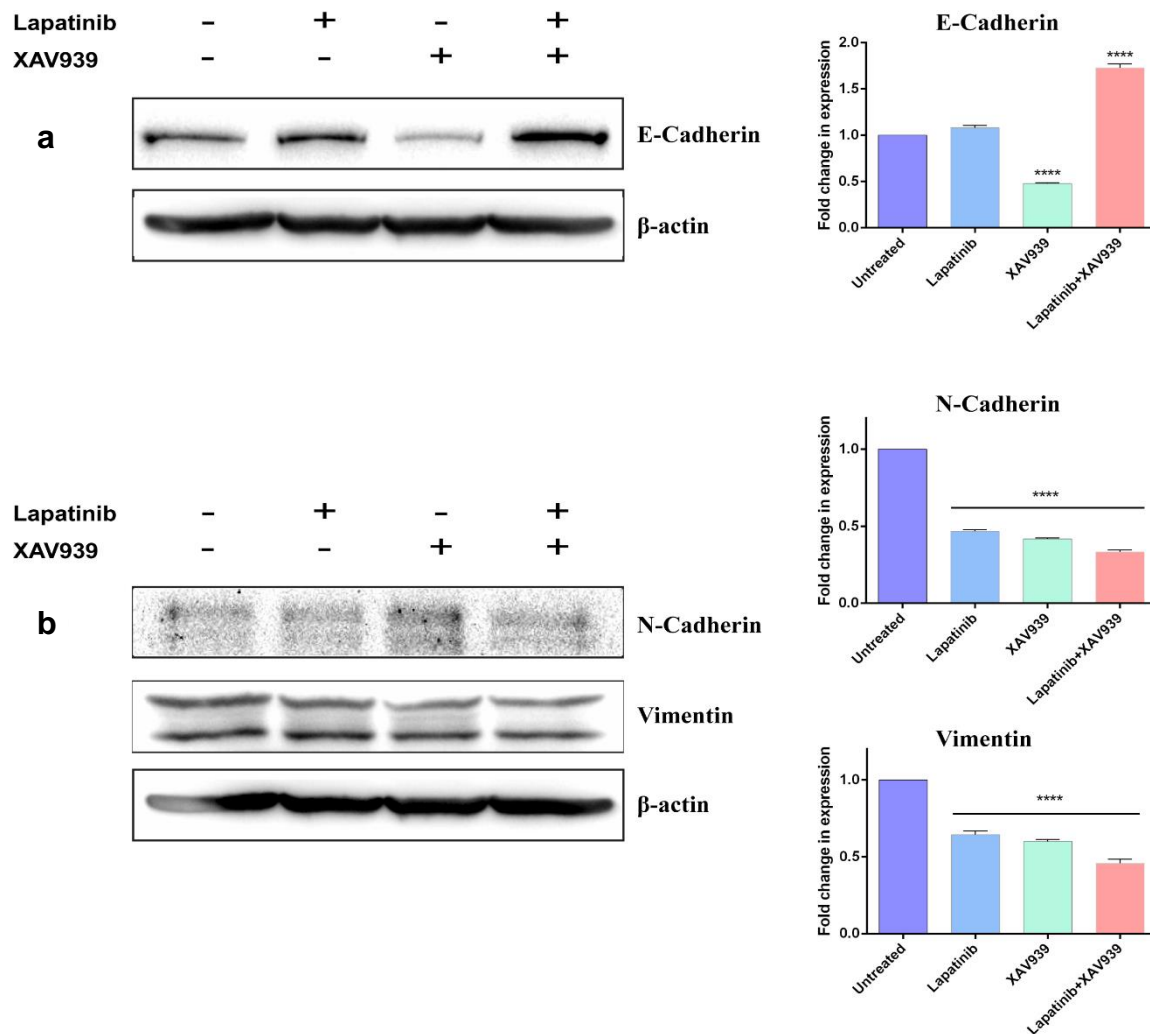 Lapatinib – + – +
XAV939 – – + +
a
E-Cadherin
β-actin
E-Cadherin
Fold change in expression
2.0
1.5
1.0
0.5
0.0
****
****
Untreated
Lapatinib
XAV939
Lapatinib+XAV939
Lapatinib – + – +
XAV939 – – + +
b
N-Cadherin
Vimentin
β-actin
N-Cadherin
Fold change in expression
1.0
0.5
0.0
****
Untreated
Lapatinib
XAV939
Lapatinib+XAV939
Vimentin
Fold change in expression
1.0
0.5
0.0
****
Untreated
Lapatinib
XAV939
Lapatinib+XAV939